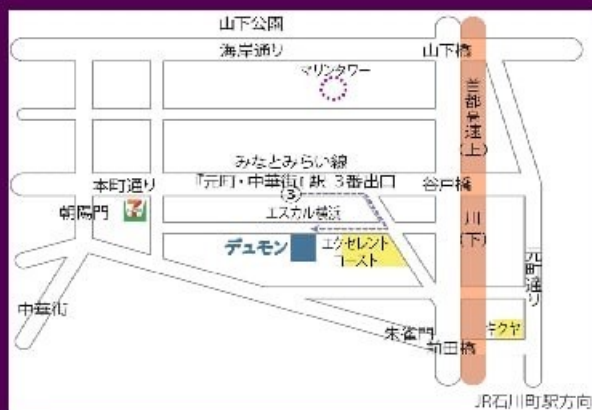 山下公園
海岸通り
山下橋
マリンタワー
首都高速(上)
みなとみらい線
『元町・中華街』駅 3番出口
③
本町通り
谷戸橋
朝陽門
7
エスカル横浜
川(下)
デュモン
エクセレント
コースト
元町通り
中華街
朱雀門
前田橋
キクヤ
JR石川町駅方向